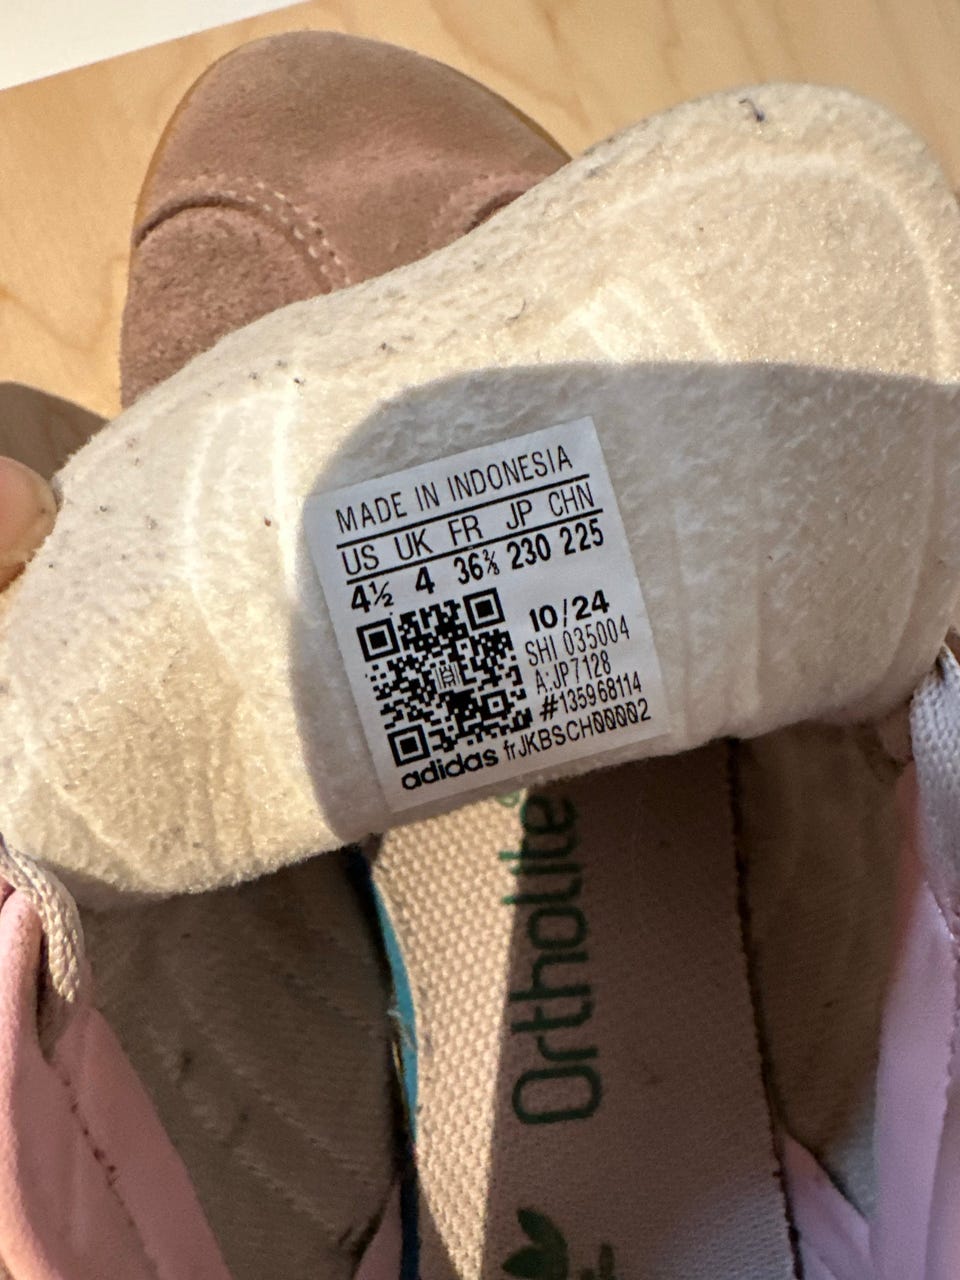 MADE IN INDONESIA
US UK FR JP CHN
4½ 4 36⅔ 230 225
10/24
SHI 035004
A:JP7128
#135968114
adidas frJKBSCH00002
Ortholite